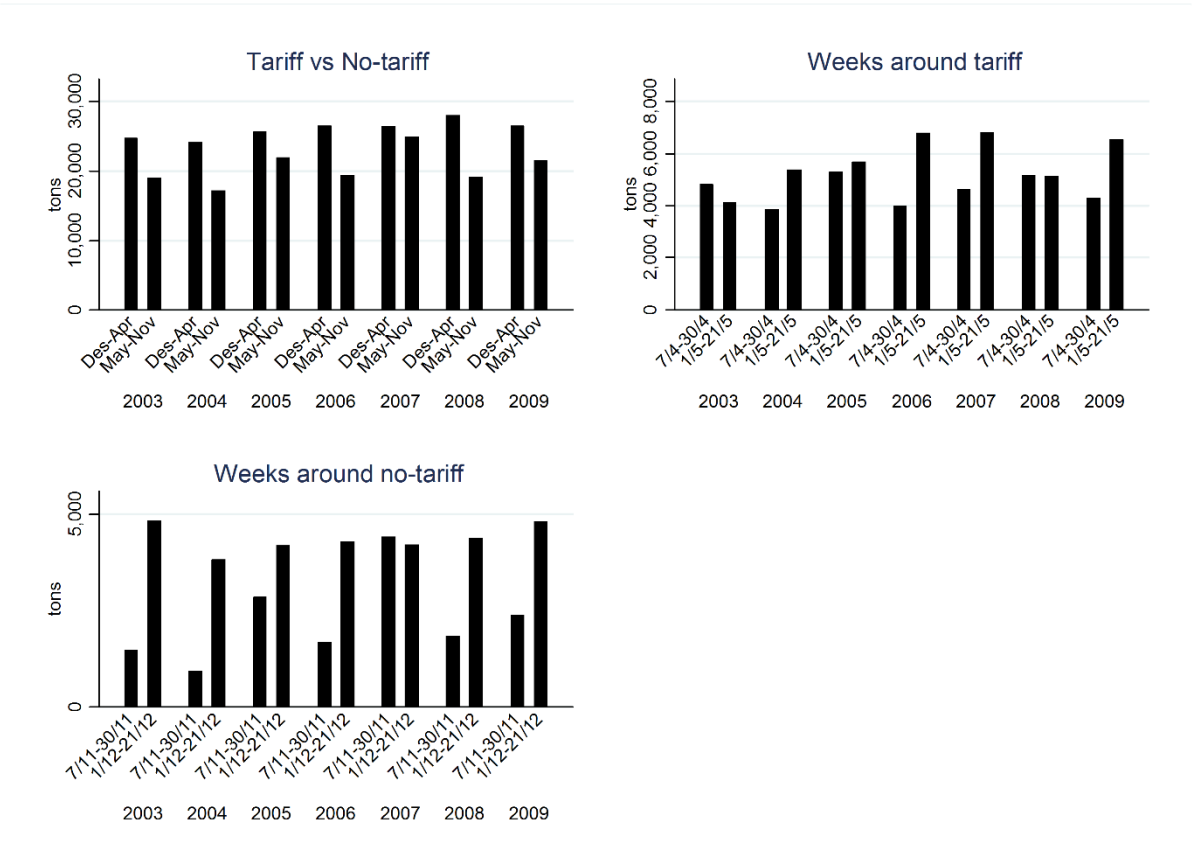 Tariff vs No-tariff
tons
30,000
20,000
10,000
0
Des-Apr
May-Nov
Des-Apr
May-Nov
Des-Apr
May-Nov
Des-Apr
May-Nov
Des-Apr
May-Nov
Des-Apr
May-Nov
Des-Apr
May-Nov
2003 2004 2005 2006 2007 2008 2009
Weeks around tariff
tons
8,000
6,000
4,000
2,000
0
7/4-30/4
1/5-21/5
7/4-30/4
1/5-21/5
7/4-30/4
1/5-21/5
7/4-30/4
1/5-21/5
7/4-30/4
1/5-21/5
7/4-30/4
1/5-21/5
7/4-30/4
1/5-21/5
2003 2004 2005 2006 2007 2008 2009
Weeks around no-tariff
tons
5,000
0
7/11-30/11
1/12-21/12
7/11-30/11
1/12-21/12
7/11-30/11
1/12-21/12
7/11-30/11
1/12-21/12
7/11-30/11
1/12-21/12
7/11-30/11
1/12-21/12
7/11-30/11
1/12-21/12
2003 2004 2005 2006 2007 2008 2009